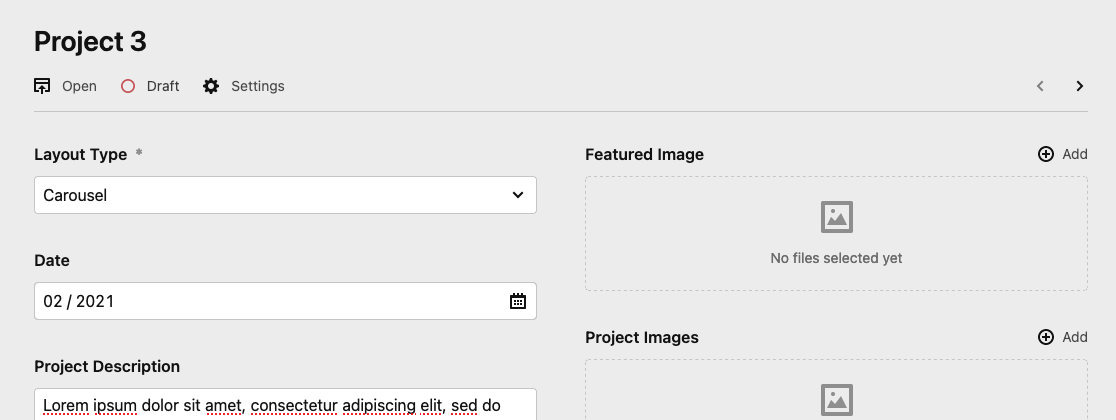 Project 3
Open Draft Settings
Layout Type *
Carousel
Date
02 / 2021
Project Description
Lorem ipsum dolor sit amet, consectetur adipiscing elit, sed do
Featured Image Add
No files selected yet
Project Images Add